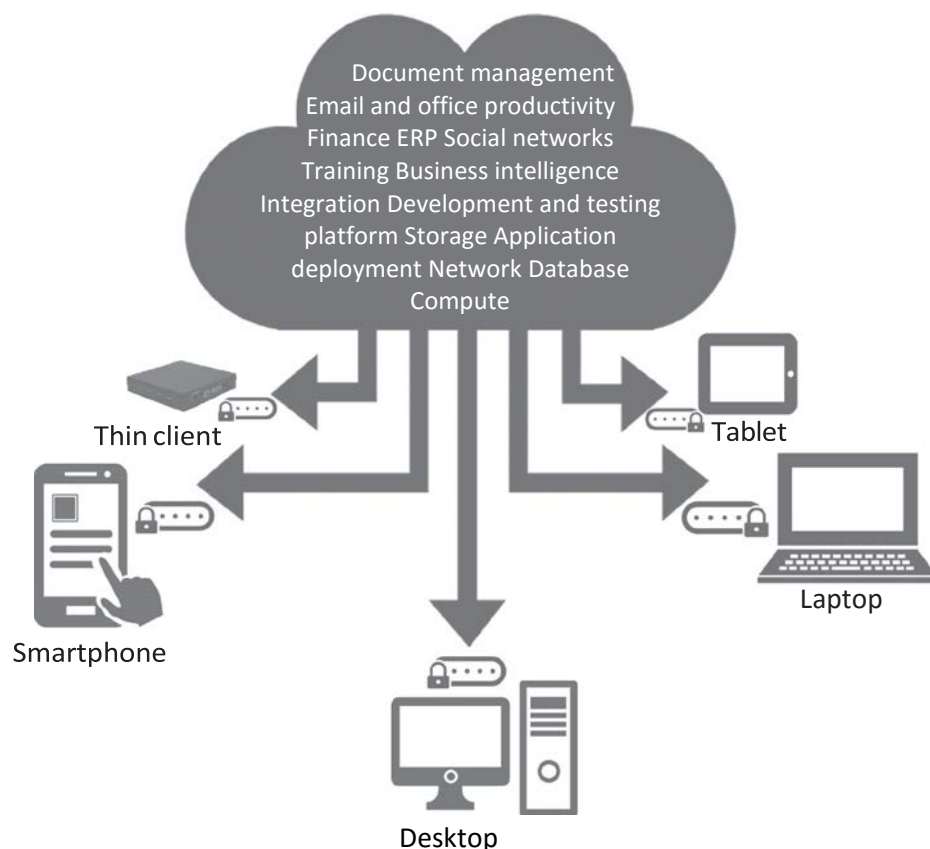 Document management
Email and office productivity
Finance ERP Social networks
Training Business intelligence
Integration Development and testing
platform Storage Application
deployment Network Database
Compute
Thin client
Tablet
Smartphone
Laptop
Desktop